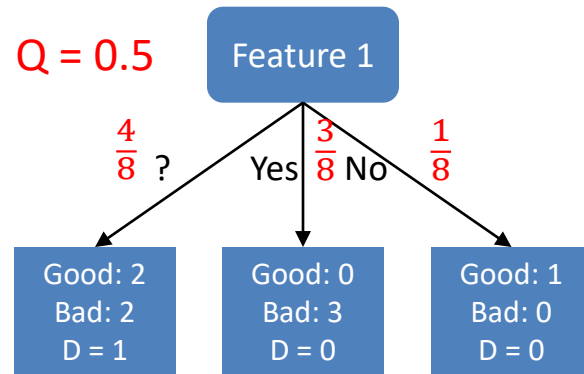 Q = 0.5
Feature 1
4/8 ? Yes 3/8 No 1/8
Good: 2
Bad: 2
D = 1
Good: 0
Bad: 3
D = 0
Good: 1
Bad: 0
D = 0